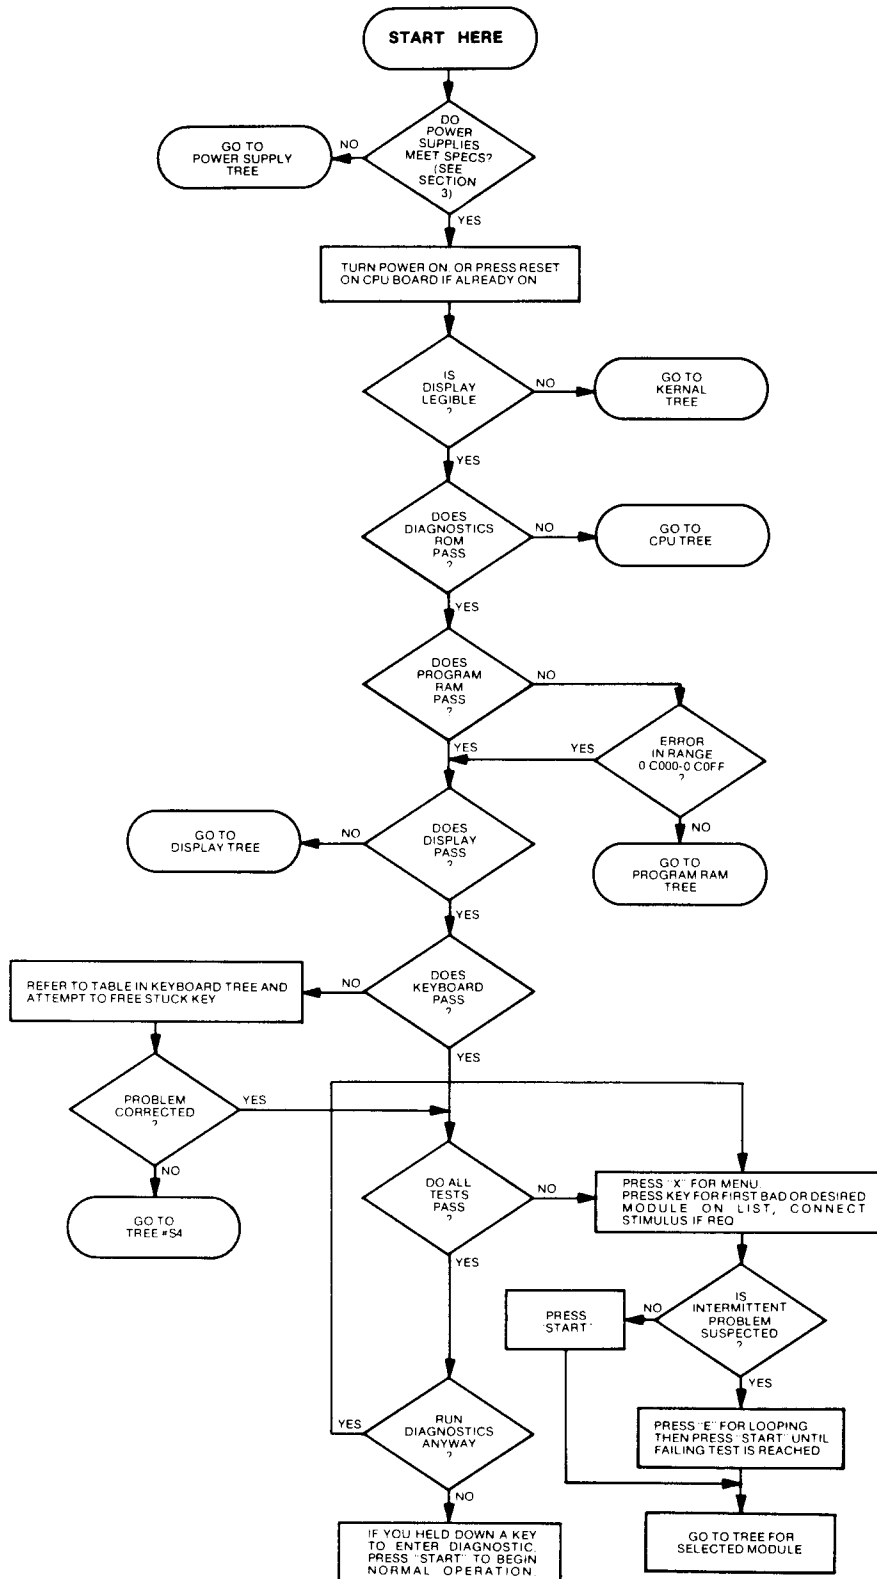 START HERE
DO
POWER
SUPPLIES
MEET SPECS?
(SEE
SECTION
3)
NO
GO TO
POWER SUPPLY
TREE
YES
TURN POWER ON, OR PRESS RESET
ON CPU BOARD IF ALREADY ON
IS
DISPLAY
LEGIBLE
?
NO
GO TO
KERNAL
TREE
YES
DOES
DIAGNOSTICS
ROM
PASS
?
NO
GO TO
CPU TREE
YES
DOES
PROGRAM
RAM
PASS
?
NO
YES
ERROR
IN RANGE
0 C000-0 C0FF
?
YES
NO
GO TO
PROGRAM RAM
TREE
DOES
DISPLAY
PASS
?
NO
GO TO
DISPLAY TREE
YES
DOES
KEYBOARD
PASS
?
NO
REFER TO TABLE IN KEYBOARD TREE AND
ATTEMPT TO FREE STUCK KEY
YES
PROBLEM
CORRECTED
?
YES
NO
GO TO
TREE #S4
DO ALL
TESTS
PASS
?
NO
PRESS "X" FOR MENU.
PRESS KEY FOR FIRST BAD OR DESIRED
MODULE ON LIST, CONNECT
STIMULUS IF REQ
YES
IS
INTERMITTENT
PROBLEM
SUSPECTED
?
NO
PRESS
"START"
YES
PRESS "E" FOR LOOPING
THEN PRESS "START" UNTIL
FAILING TEST IS REACHED
RUN
DIAGNOSTICS
ANYWAY
?
YES
NO
IF YOU HELD DOWN A KEY
TO ENTER DIAGNOSTIC,
PRESS "START" TO BEGIN
NORMAL OPERATION.
GO TO TREE FOR
SELECTED MODULE